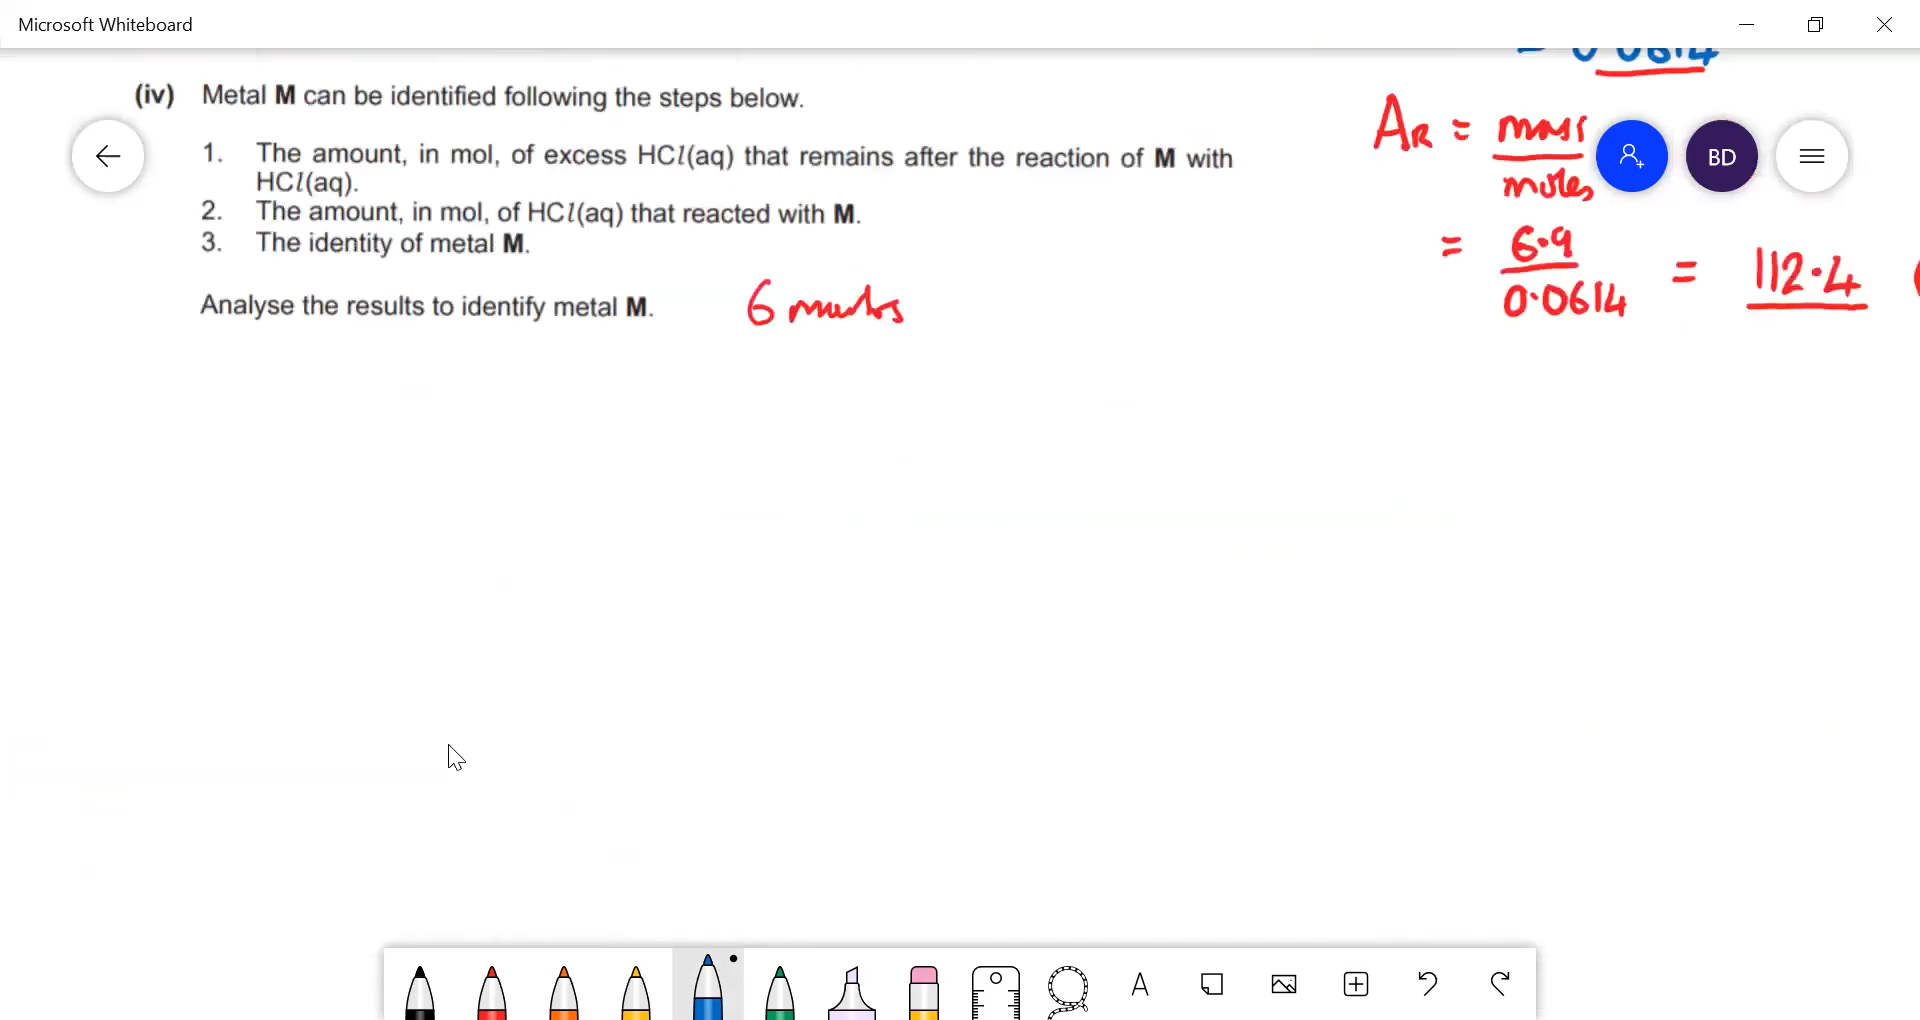 Microsoft Whiteboard
= 0.0614
(iv) Metal M can be identified following the steps below.
1. The amount, in mol, of excess HCl(aq) that remains after the reaction of M with
HCl(aq).
2. The amount, in mol, of HCl(aq) that reacted with M.
3. The identity of metal M.
Analyse the results to identify metal M. 6 marks
AR = mass
moles
BD
= 6.9
0.0614
= 112.4
A